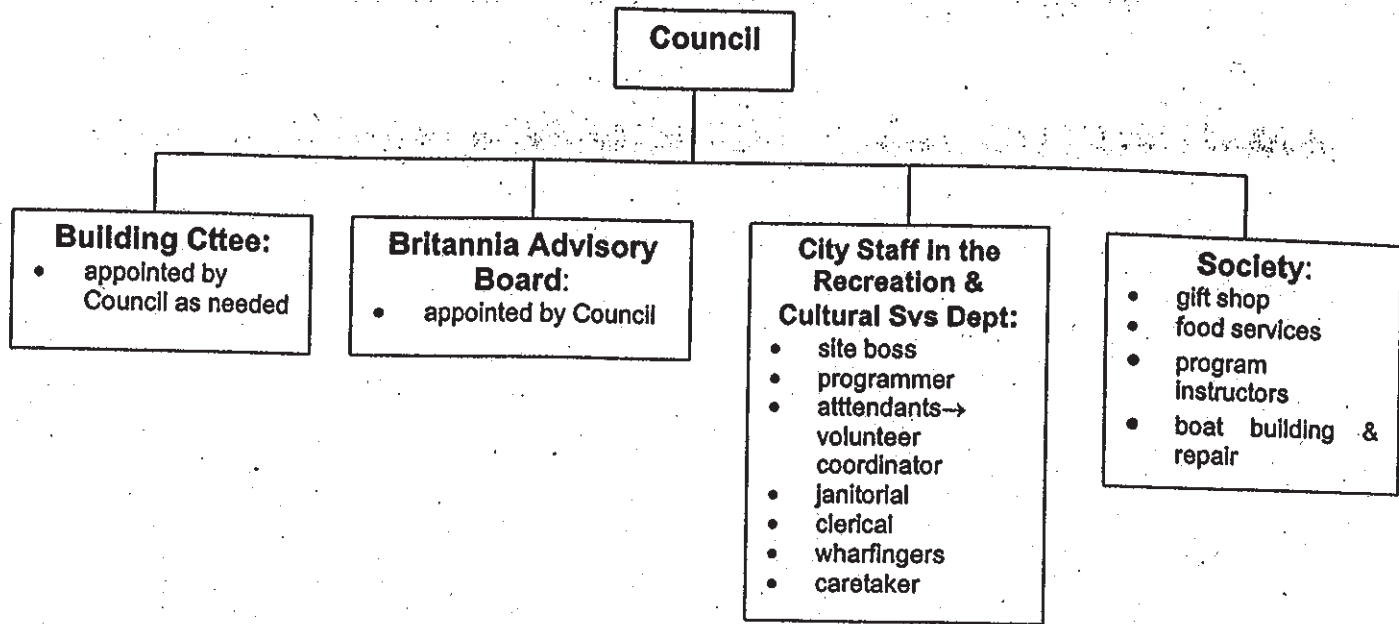 Council
Building Cttee:
• appointed by
Council as needed
Britannia Advisory
Board:
• appointed by Council
City Staff in the
Recreation &
Cultural Svs Dept:
• site boss
• programmer
• atttendants→
volunteer
coordinator
• janitorial
• clerical
• wharfingers
• caretaker
Society:
• gift shop
• food services
• program
instructors
• boat building &
repair